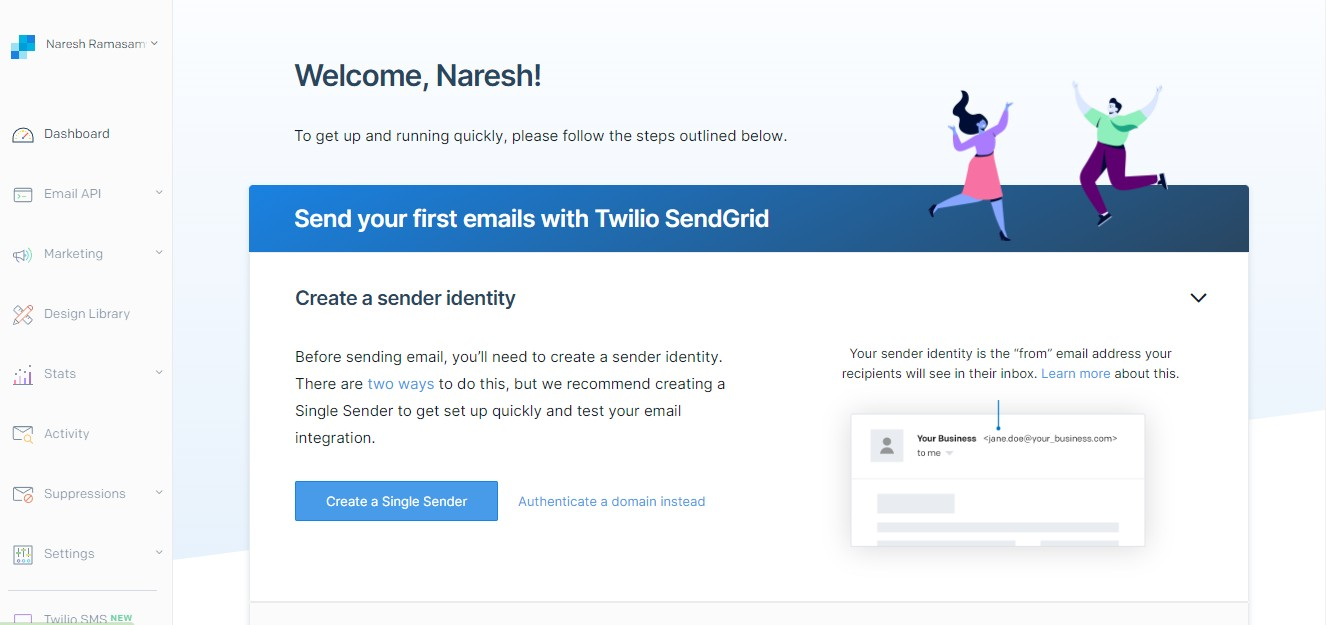 Naresh Ramasam
Dashboard
Email API
Marketing
Design Library
Stats
Activity
Suppressions
Settings
Twilio SMS NEW
Welcome, Naresh!
To get up and running quickly, please follow the steps outlined below.
Send your first emails with Twilio SendGrid
Create a sender identity
Before sending email, you’ll need to create a sender identity.
There are two ways to do this, but we recommend creating a
Single Sender to get set up quickly and test your email
integration.
Create a Single Sender
Authenticate a domain instead
Your sender identity is the “from” email address your
recipients will see in their inbox. Learn more about this.
Your Business <jane.doe@your_business.com>
to me